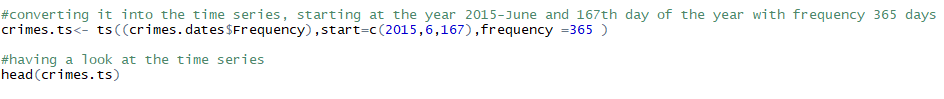 #converting it into the time series, starting at the year 2015-June and 167th day of the year with frequency 365 days
crimes.ts<- ts((crimes.dates$Frequency),start=c(2015,6,167),frequency =365 )
#having a look at the time series
head(crimes.ts)